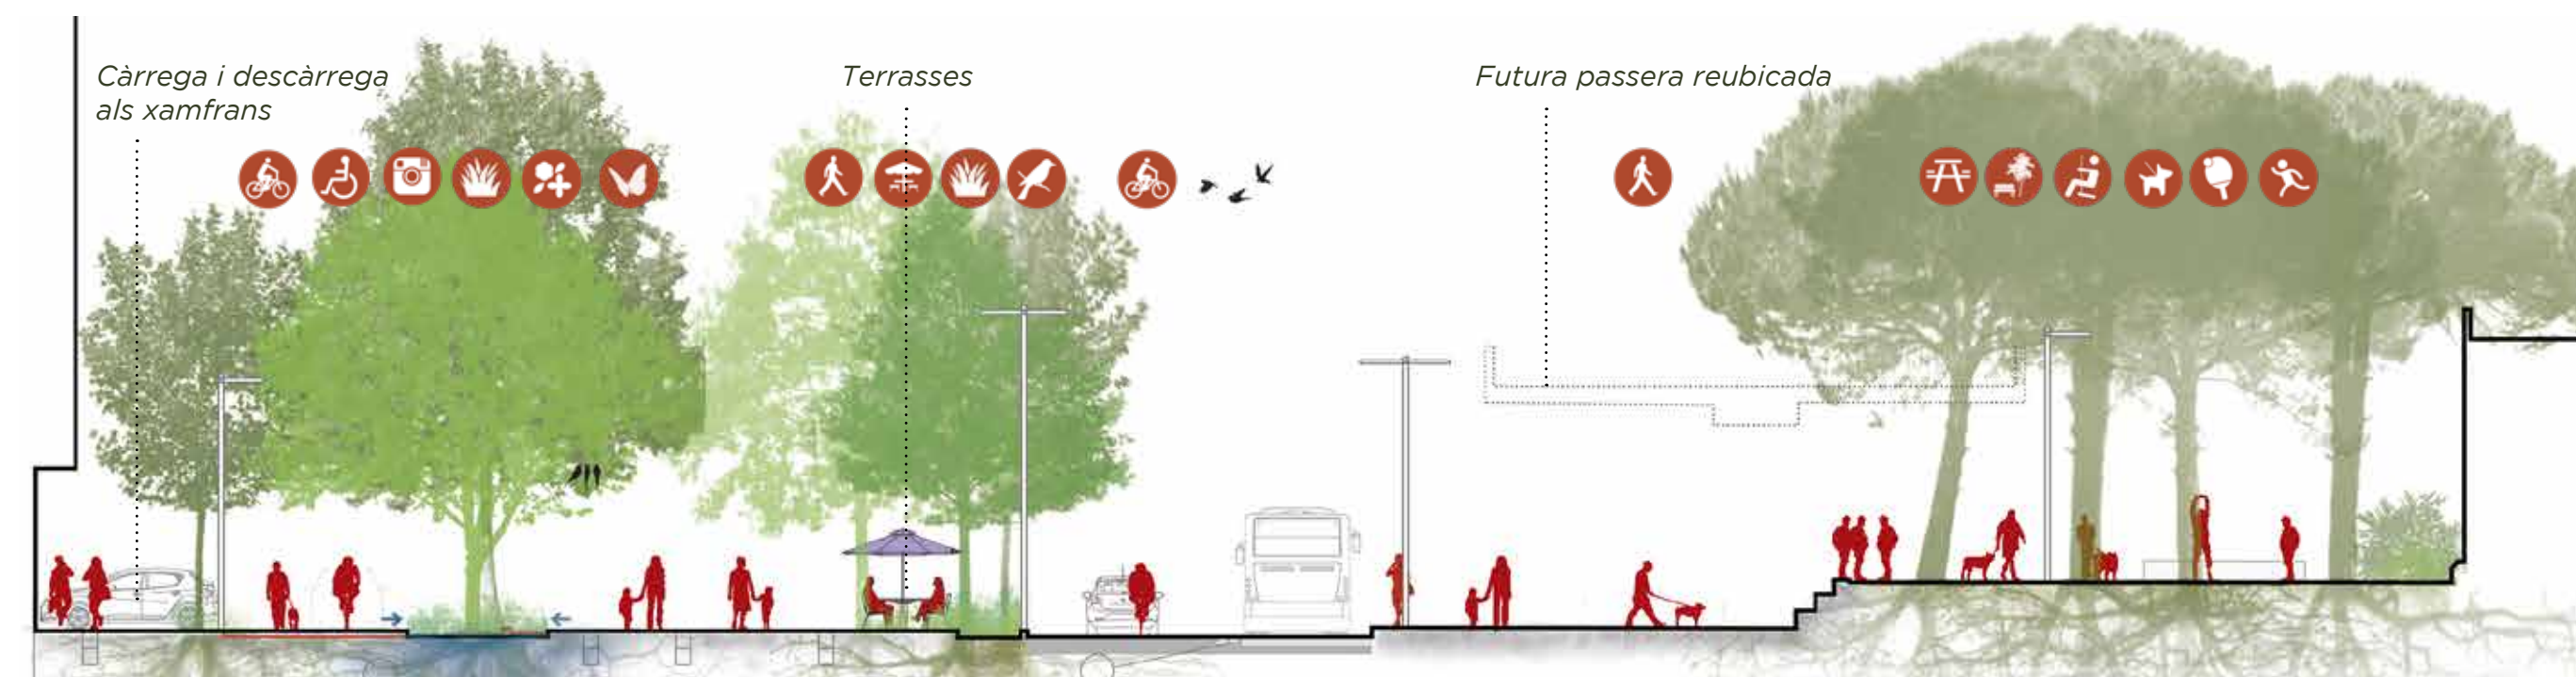 Càrrega i descàrrega
als xamfrans
Terrasses
Futura passera reubicada